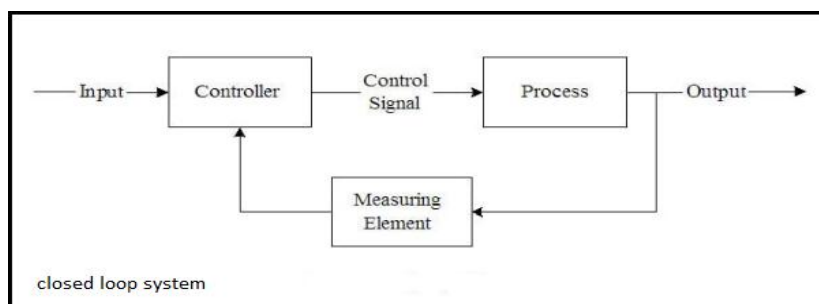 Input
Controller
Control
Signal
Process
Output
Measuring
Element
closed loop system